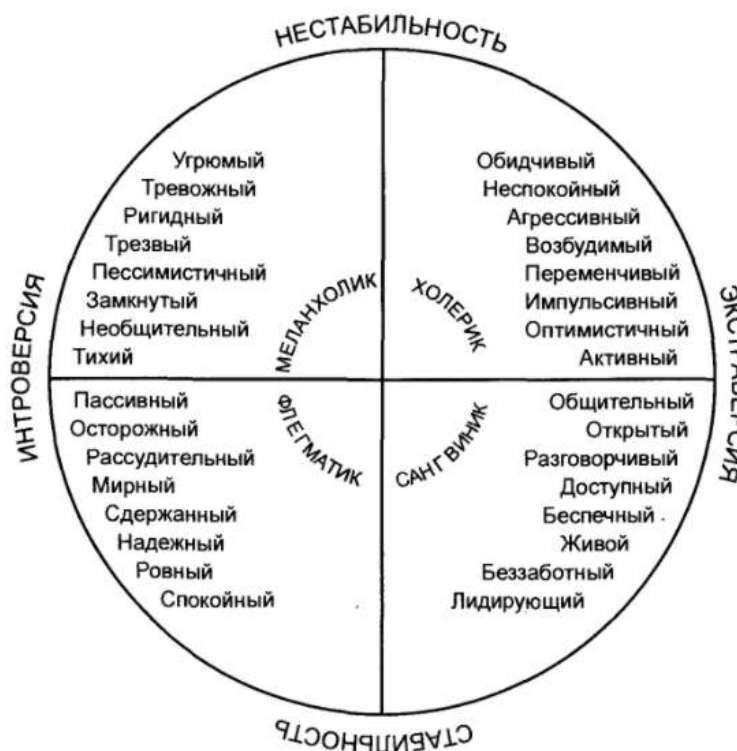 НЕСТАБИЛЬНОСТЬ
Угрюмый
Тревожный
Ригидный
Трезвый
Пессимистичный
Замкнутый
Необщительный
Тихий
МЕЛАНХОЛИК
Обидчивый
Неспокойный
Агрессивный
Возбудимый
Переменчивый
Импульсивный
Оптимистичный
Активный
ХОЛЕРИК
ИНТРОВЕРСИЯ
ЭКСТРАВЕРСИЯ
Пассивный
Осторожный
Рассудительный
Мирный
Сдержанный
Надежный
Ровный
Спокойный
ФЛЕГМАТИК
Общительный
Открытый
Разговорчивый
Доступный
Беспечный
Живой
Беззаботный
Лидирующий
САНГВИНИК
СТАБИЛЬНОСТЬ